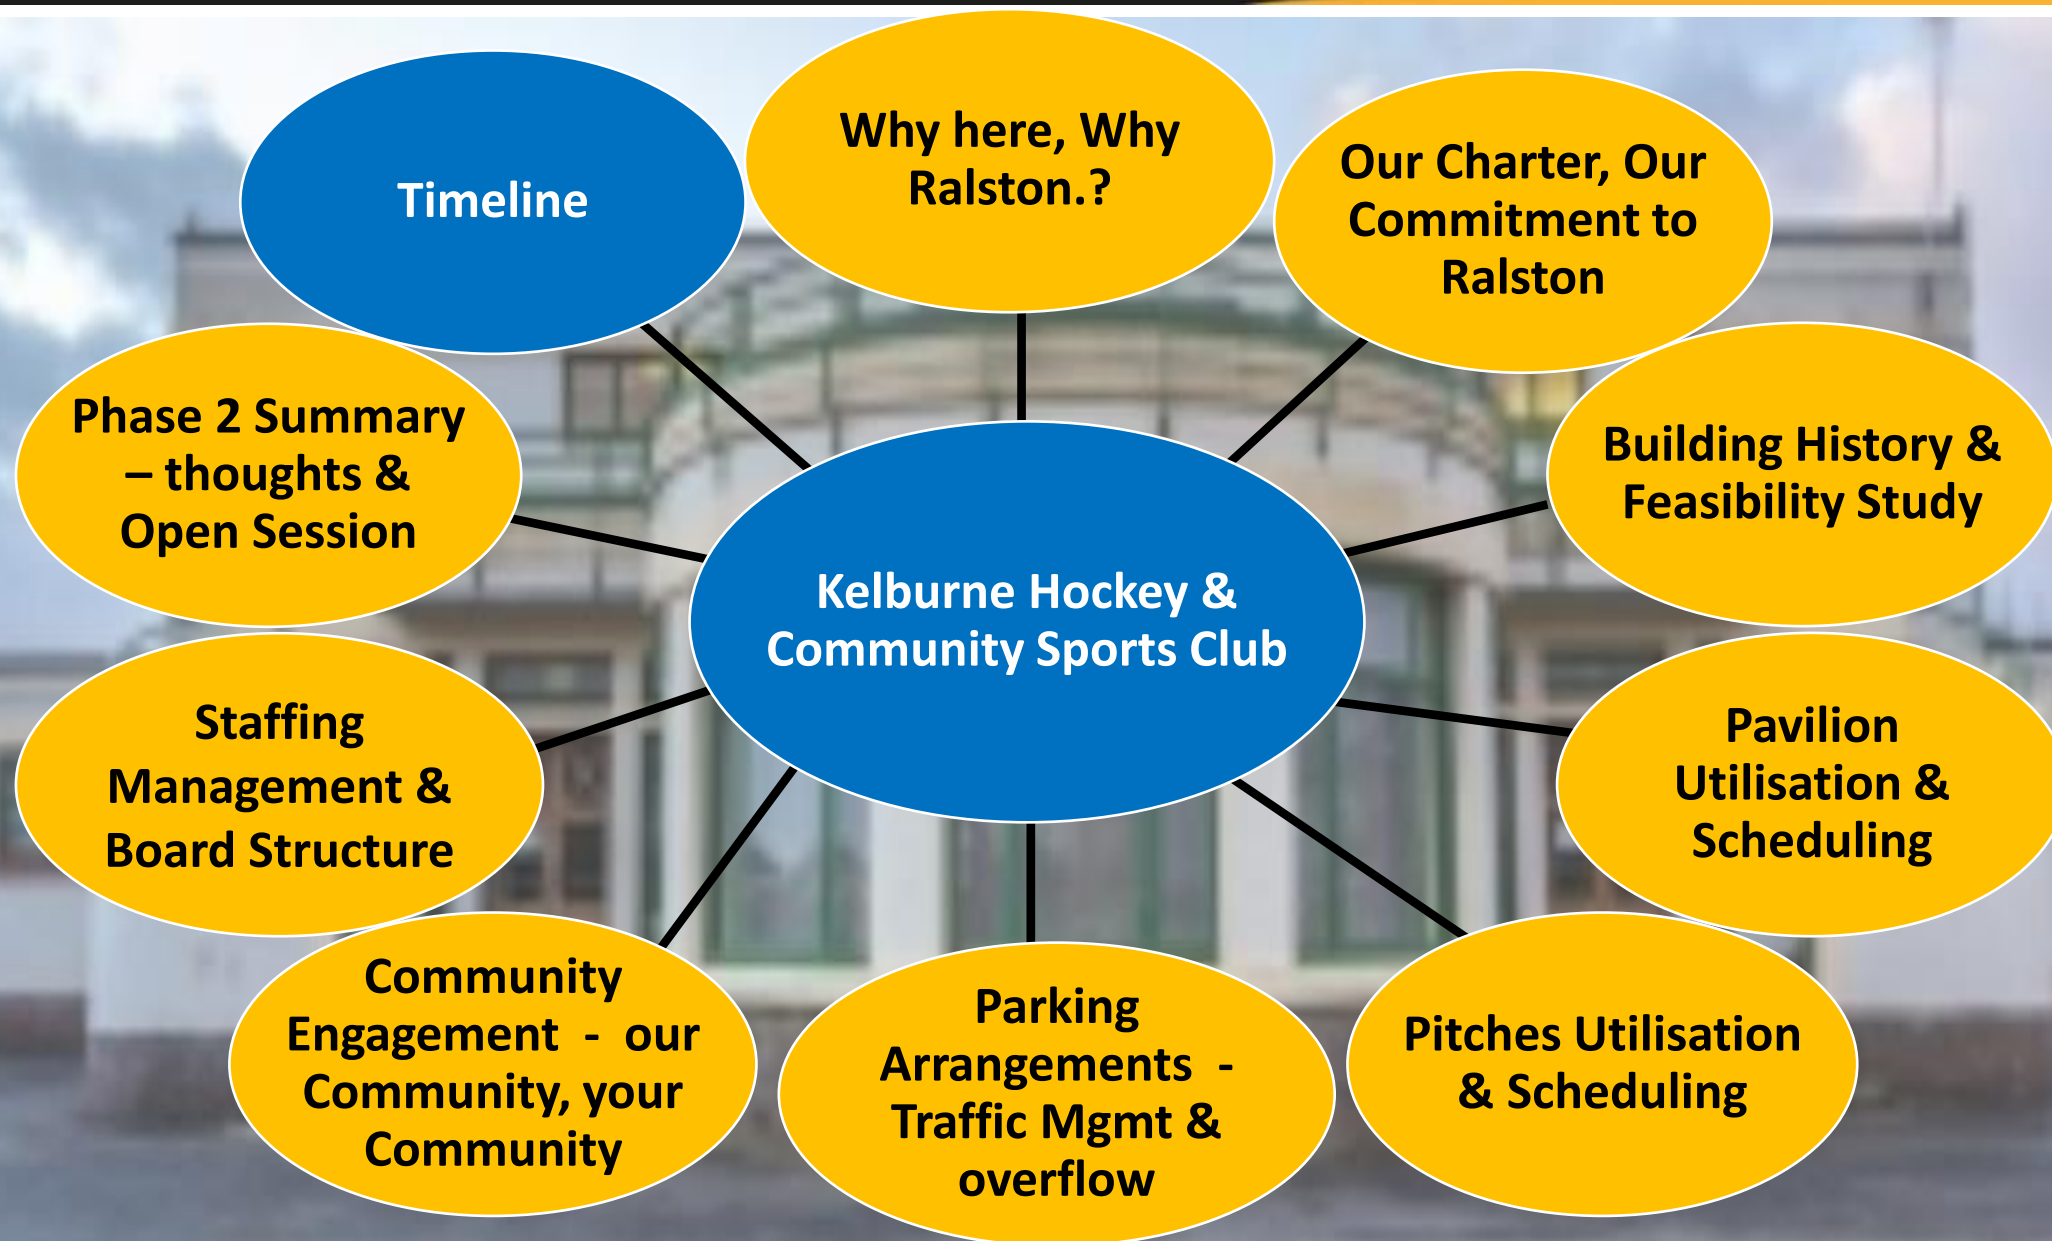 Timeline
Why here, Why
Ralston.?
Our Charter, Our
Commitment to
Ralston
Building History &
Feasibility Study
Pavilion
Utilisation &
Scheduling
Pitches Utilisation
& Scheduling
Parking
Arrangements  -
Traffic Mgmt &
overflow
Community
Engagement  -  our
Community, your
Community
Staffing
Management &
Board Structure
Phase 2 Summary
– thoughts &
Open Session
Kelburne Hockey &
Community Sports Club